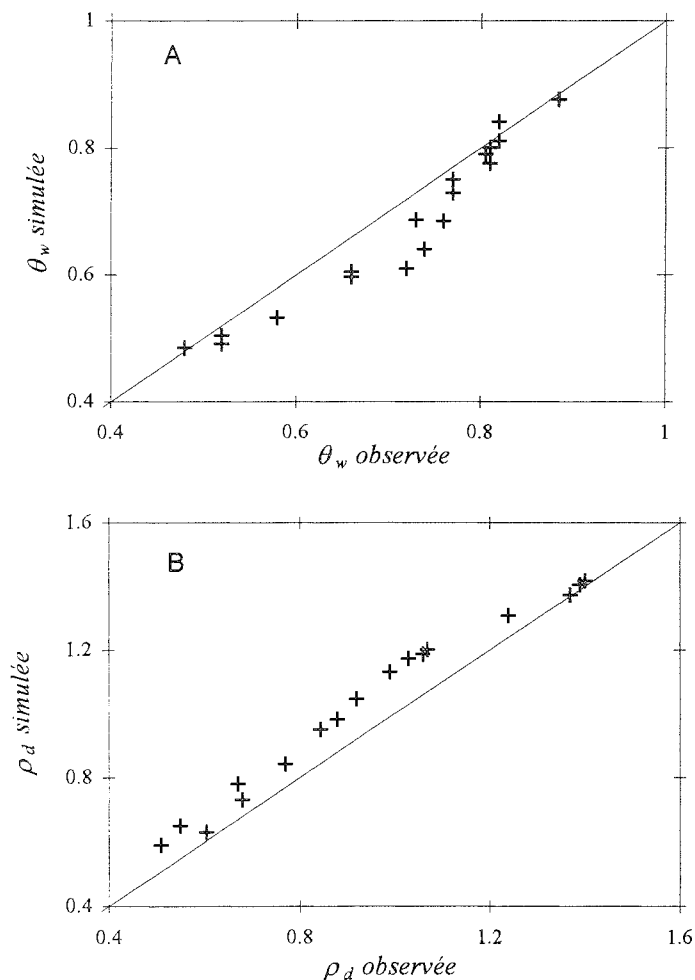 1
A
0.8
θw simulée
0.6
0.4
0.4 0.6 0.8 1
θw observée
1.6
B
1.2
ρd simulée
0.8
0.4
0.4 0.8 1.2 1.6
ρd observée